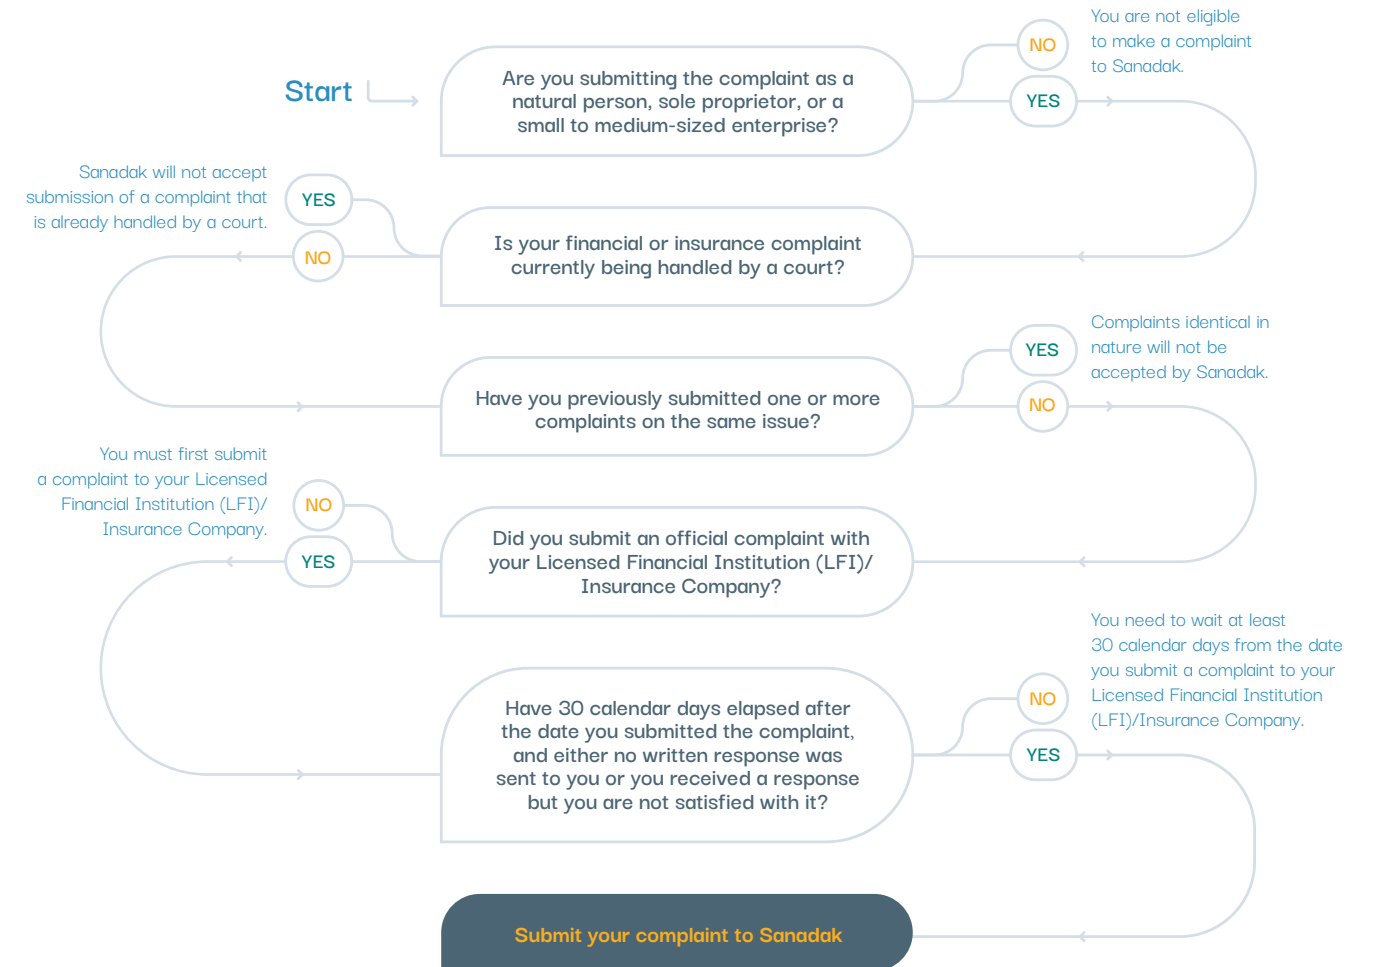 Start
Are you submitting the complaint as a
natural person, sole proprietor, or a
small to medium-sized enterprise?
NO
You are not eligible
to make a complaint
to Sanadak.
YES
Is your financial or insurance complaint
currently being handled by a court?
YES
Sanadak will not accept
submission of a complaint that
is already handled by a court.
NO
Have you previously submitted one or more
complaints on the same issue?
YES
Complaints identical in
nature will not be
accepted by Sanadak.
NO
Did you submit an official complaint with
your Licensed Financial Institution (LFI)/
Insurance Company?
NO
You must first submit
a complaint to your Licensed
Financial Institution (LFI)/
Insurance Company.
YES
Have 30 calendar days elapsed after
the date you submitted the complaint,
and either no written response was
sent to you or you received a response
but you are not satisfied with it?
NO
You need to wait at least
30 calendar days from the date
you submit a complaint to your
Licensed Financial Institution
(LFI)/Insurance Company.
YES
Submit your complaint to Sanadak